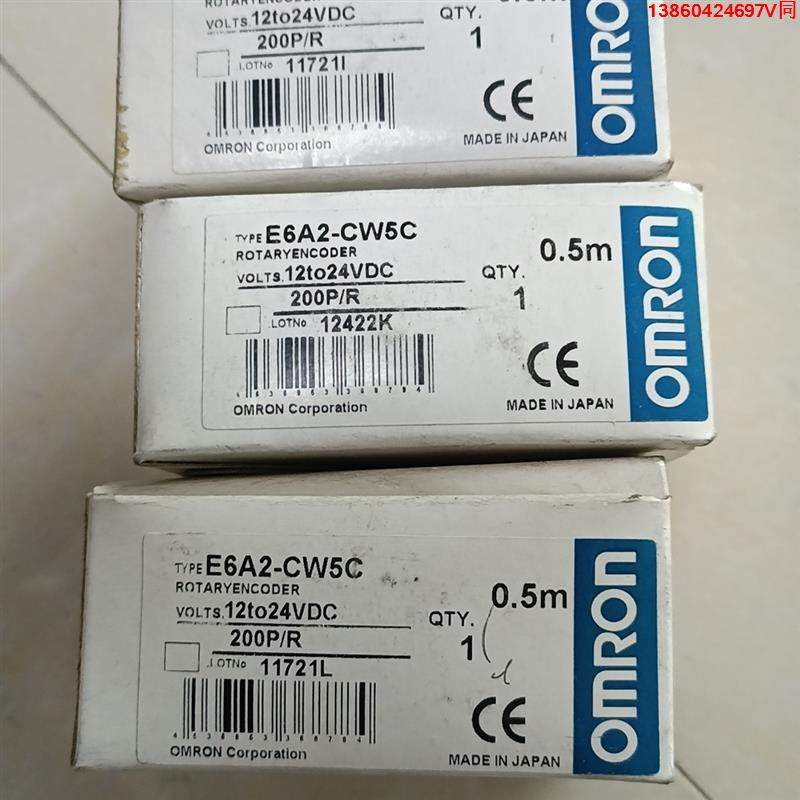 13860424697V同
VOLTS.12to24VDC
QTY.
200P/R
1
LOTNo 11721I
OMRON Corporation
MADE IN JAPAN
CE
OMRON
TYPE E6A2-CW5C
0.5m
ROTARYENCODER
VOLTS.12to24VDC
QTY.
200P/R
1
LOTNo 12422K
OMRON Corporation
MADE IN JAPAN
CE
OMRON
TYPE E6A2-CW5C
0.5m
ROTARYENCODER
VOLTS.12to24VDC
QTY.
200P/R
1
LOTNo 11721L
OMRON Corporation
MADE IN JAPAN
CE
OMRON